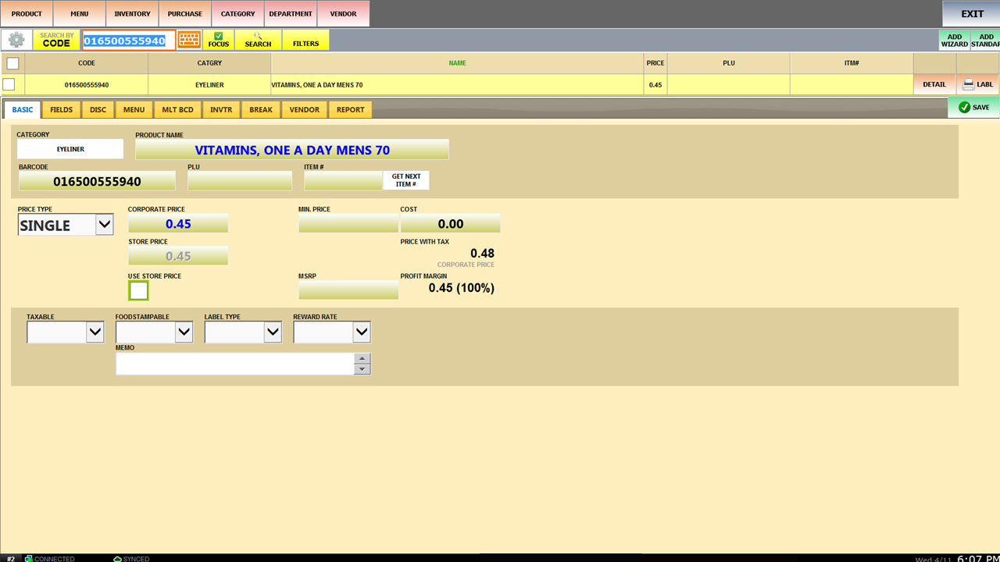 PRODUCT MENU INVENTORY PURCHASE CATEGORY DEPARTMENT VENDOR EXIT
SEARCH BY
CODE
016500555940
FOCUS
SEARCH
FILTERS
ADD
WIZARD
ADD
STANDAR
CODE CATGRY NAME PRICE PLU ITM#
016500555940 EYELINER VITAMINS, ONE A DAY MENS 70 0.45 DETAIL LABL
BASIC FIELDS DISC MENU MLT BCD INVTR BREAK VENDOR REPORT SAVE
CATEGORY PRODUCT NAME
EYELINER VITAMINS, ONE A DAY MENS 70
BARCODE PLU ITEM #
016500555940
GET NEXT
ITEM #
PRICE TYPE CORPORATE PRICE MIN. PRICE COST
SINGLE 0.45 0.00
STORE PRICE PRICE WITH TAX
0.45 0.48
CORPORATE PRICE
USE STORE PRICE MSRP PROFIT MARGIN
0.45 (100%)
TAXABLE FOODSTAMPABLE LABEL TYPE REWARD RATE
MEMO
#2 CONNECTED SYNCED Wed 4/11 6:07 PM